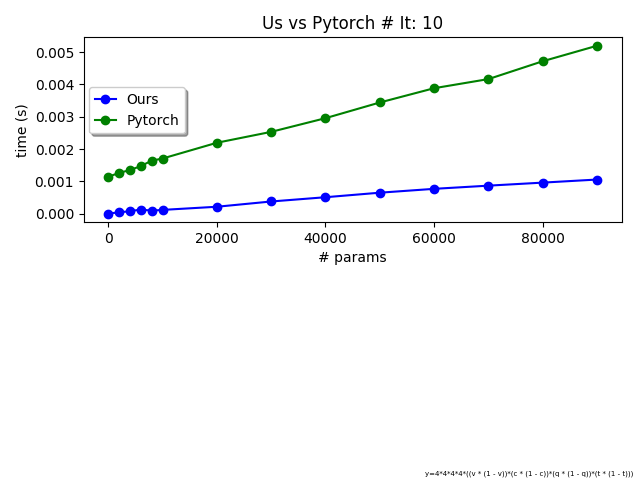 Us vs Pytorch # It: 10
0.005
0.004
0.003
0.002
0.001
0.000
time (s)
Ours
Pytorch
0 20000 40000 60000 80000
# params
y=4*4*4*4*((v * (1 - v))*(c * (1 - c))*(q * (1 - q))*(t * (1 - t)))